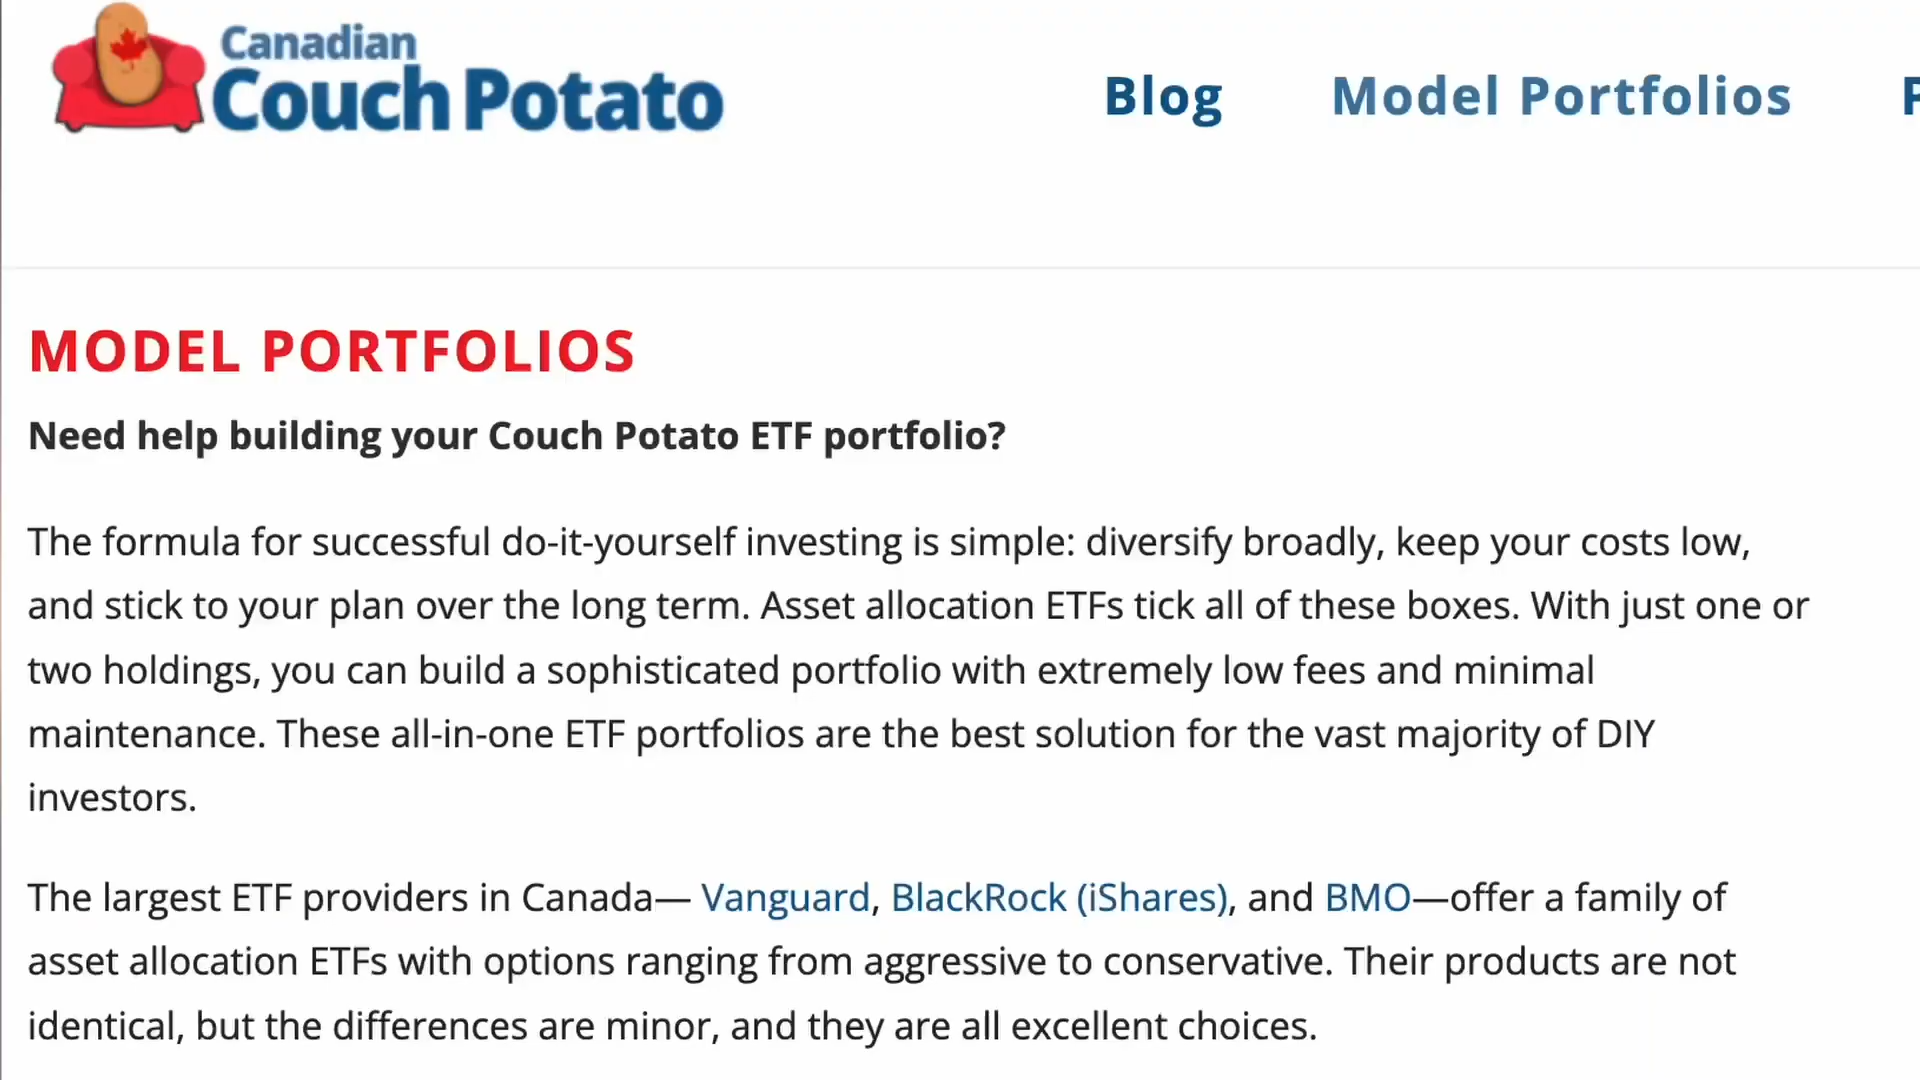 Canadian
Couch Potato
Blog
Model Portfolios
MODEL PORTFOLIOS
Need help building your Couch Potato ETF portfolio?
The formula for successful do-it-yourself investing is simple: diversify broadly, keep your costs low,
and stick to your plan over the long term. Asset allocation ETFs tick all of these boxes. With just one or
two holdings, you can build a sophisticated portfolio with extremely low fees and minimal
maintenance. These all-in-one ETF portfolios are the best solution for the vast majority of DIY
investors.
The largest ETF providers in Canada— Vanguard, BlackRock (iShares), and BMO—offer a family of
asset allocation ETFs with options ranging from aggressive to conservative. Their products are not
identical, but the differences are minor, and they are all excellent choices.